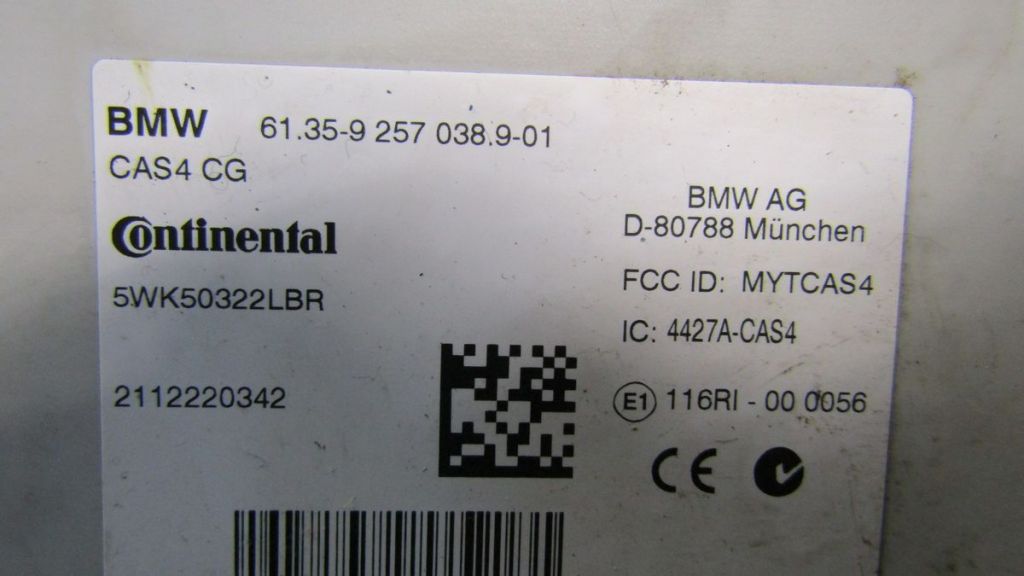 BMW 61.35-9 257 038.9-01
CAS4 CG
Continental
5WK50322LBR
2112220342
BMW AG
D-80788 München
FCC ID: MYTCAS4
IC: 4427A-CAS4
E1 116RI - 00 0056
CE